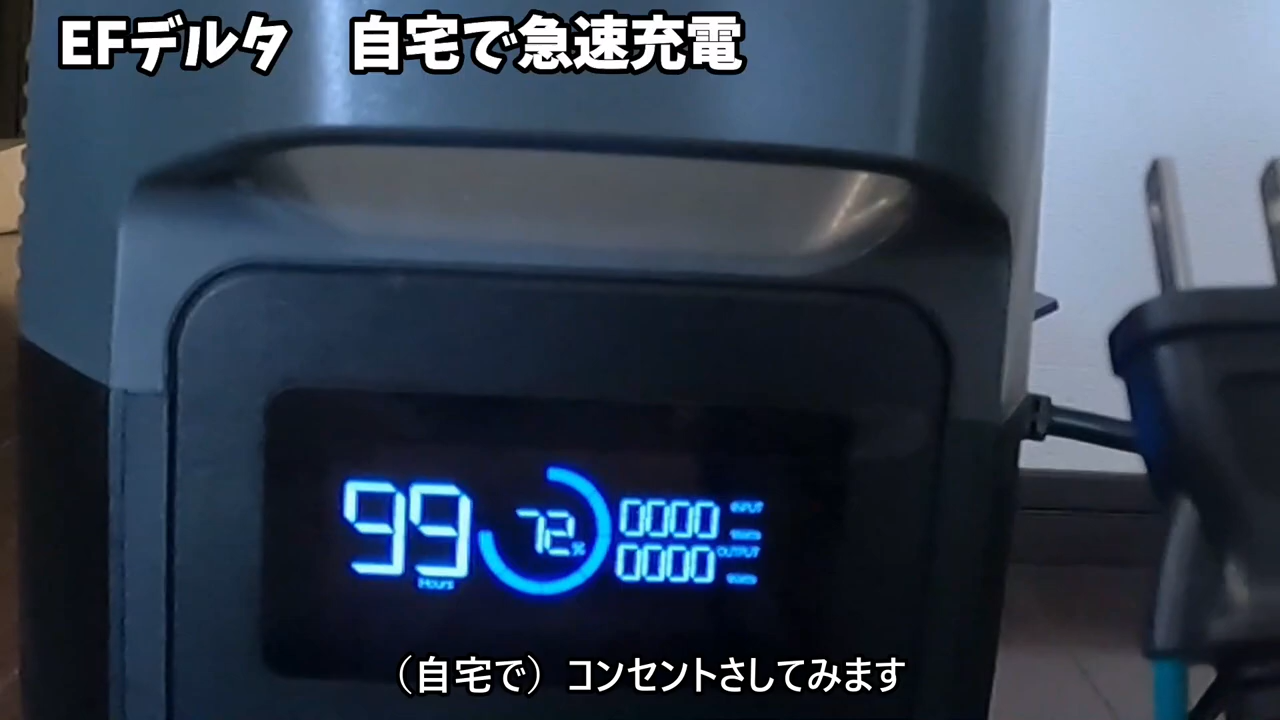 EFデルタ 自宅で急速充電
99
Hours
72%
0000 INPUT
0000 OUTPUT
（自宅で）コンセントさしてみます